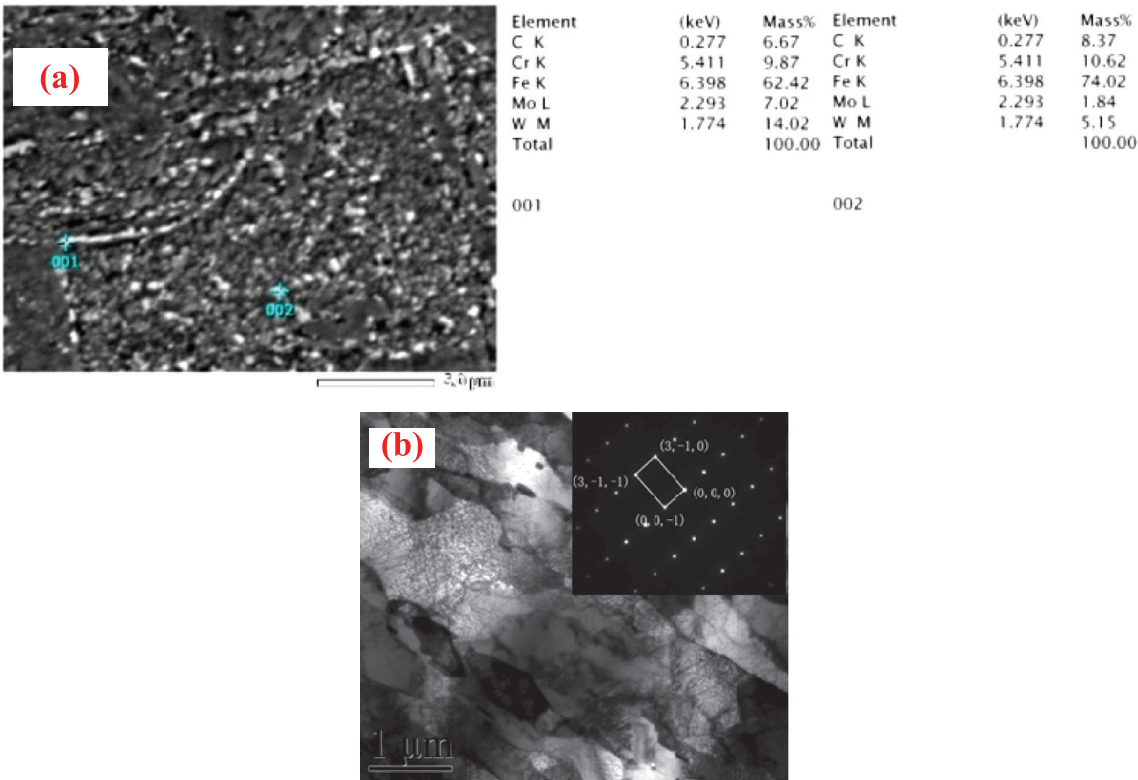 (a)
001
002
2.0 μm
Element (keV) Mass%
C K 0.277 6.67
Cr K 5.411 9.87
Fe K 6.398 62.42
Mo L 2.293 7.02
W M 1.774 14.02
Total 100.00
001
Element (keV) Mass%
C K 0.277 8.37
Cr K 5.411 10.62
Fe K 6.398 74.02
Mo L 2.293 1.84
W M 1.774 5.15
Total 100.00
002
(b)
(3,-1,0)
(3,-1,-1)
(0,0,0)
(0,0,-1)
1 μm